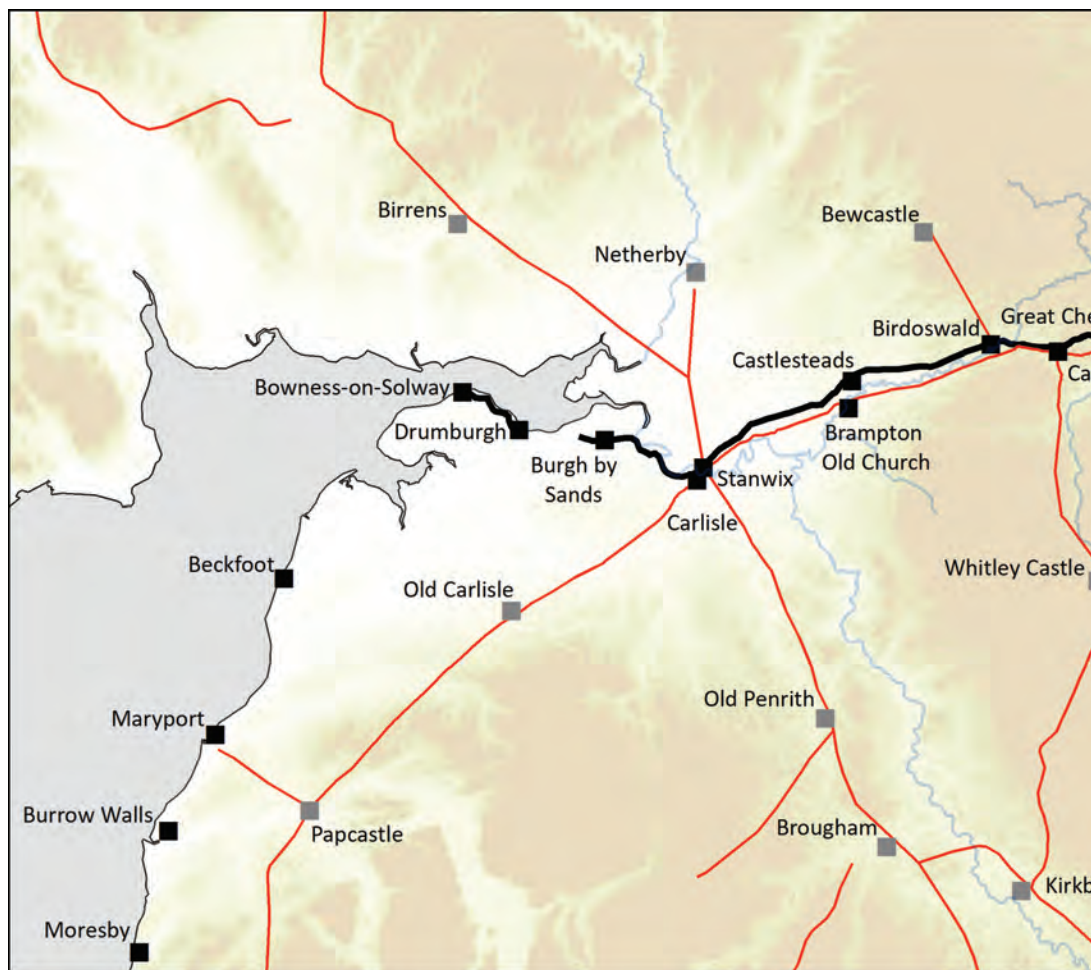 Birrens
Bewcastle
Netherby
Great Che
Birdoswald
Castlesteads
Ca
Bowness-on-Solway
Drumburgh
Brampton
Old Church
Burgh by
Sands
Stanwix
Carlisle
Beckfoot
Whitley Castle
Old Carlisle
Old Penrith
Maryport
Burrow Walls
Papcastle
Brougham
Kirkb
Moresby